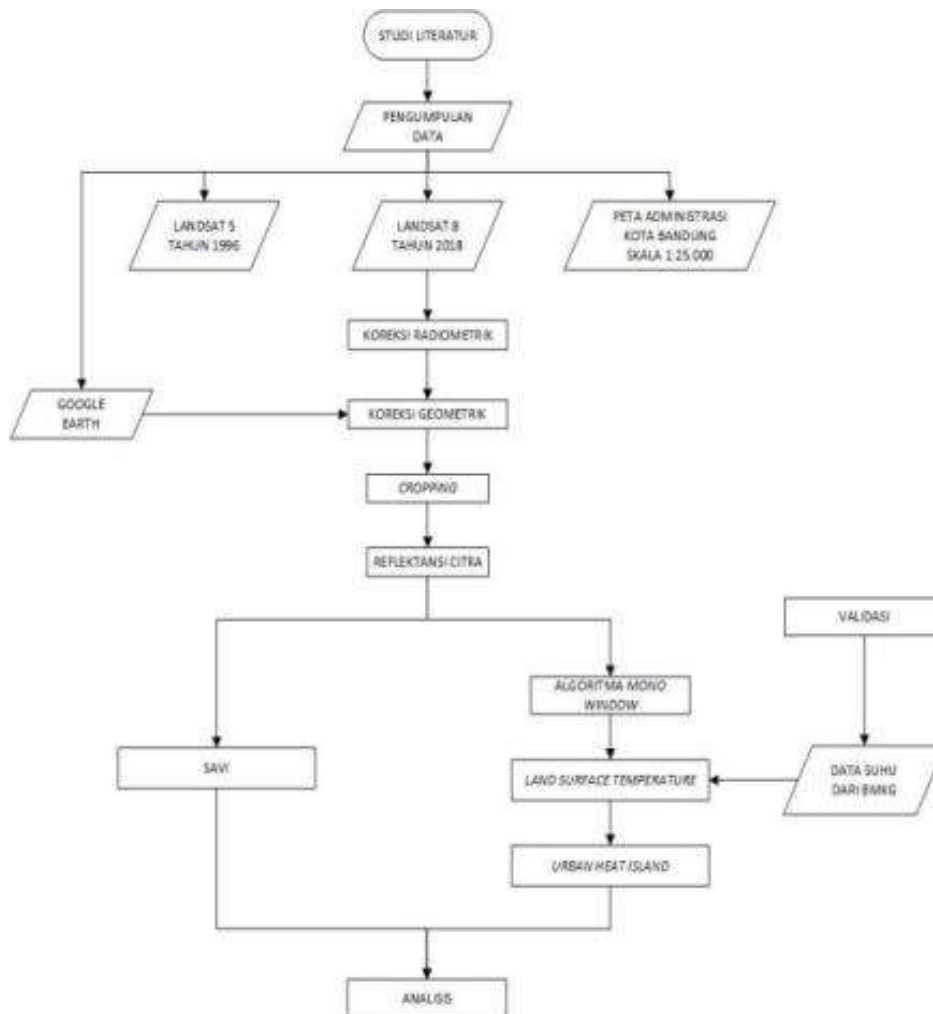 STUDI LITERATUR
PENGUMPULAN
DATA
LANDSAT 5
TAHUN 1996
LANDSAT 8
TAHUN 2018
PETA ADMINISTRASI
KOTA BANDUNG
SKALA 1:25.000
KOREKSI RADIOMETRIK
GOOGLE
EARTH
KOREKSI GEOMETRIK
CROPPING
REFLEKTANSI CITRA
VALIDASI
ALGORITMA MONO
WINDOW
SAVI
LAND SURFACE TEMPERATURE
DATA SUHU
DARI BMKG
URBAN HEAT ISLAND
ANALISIS